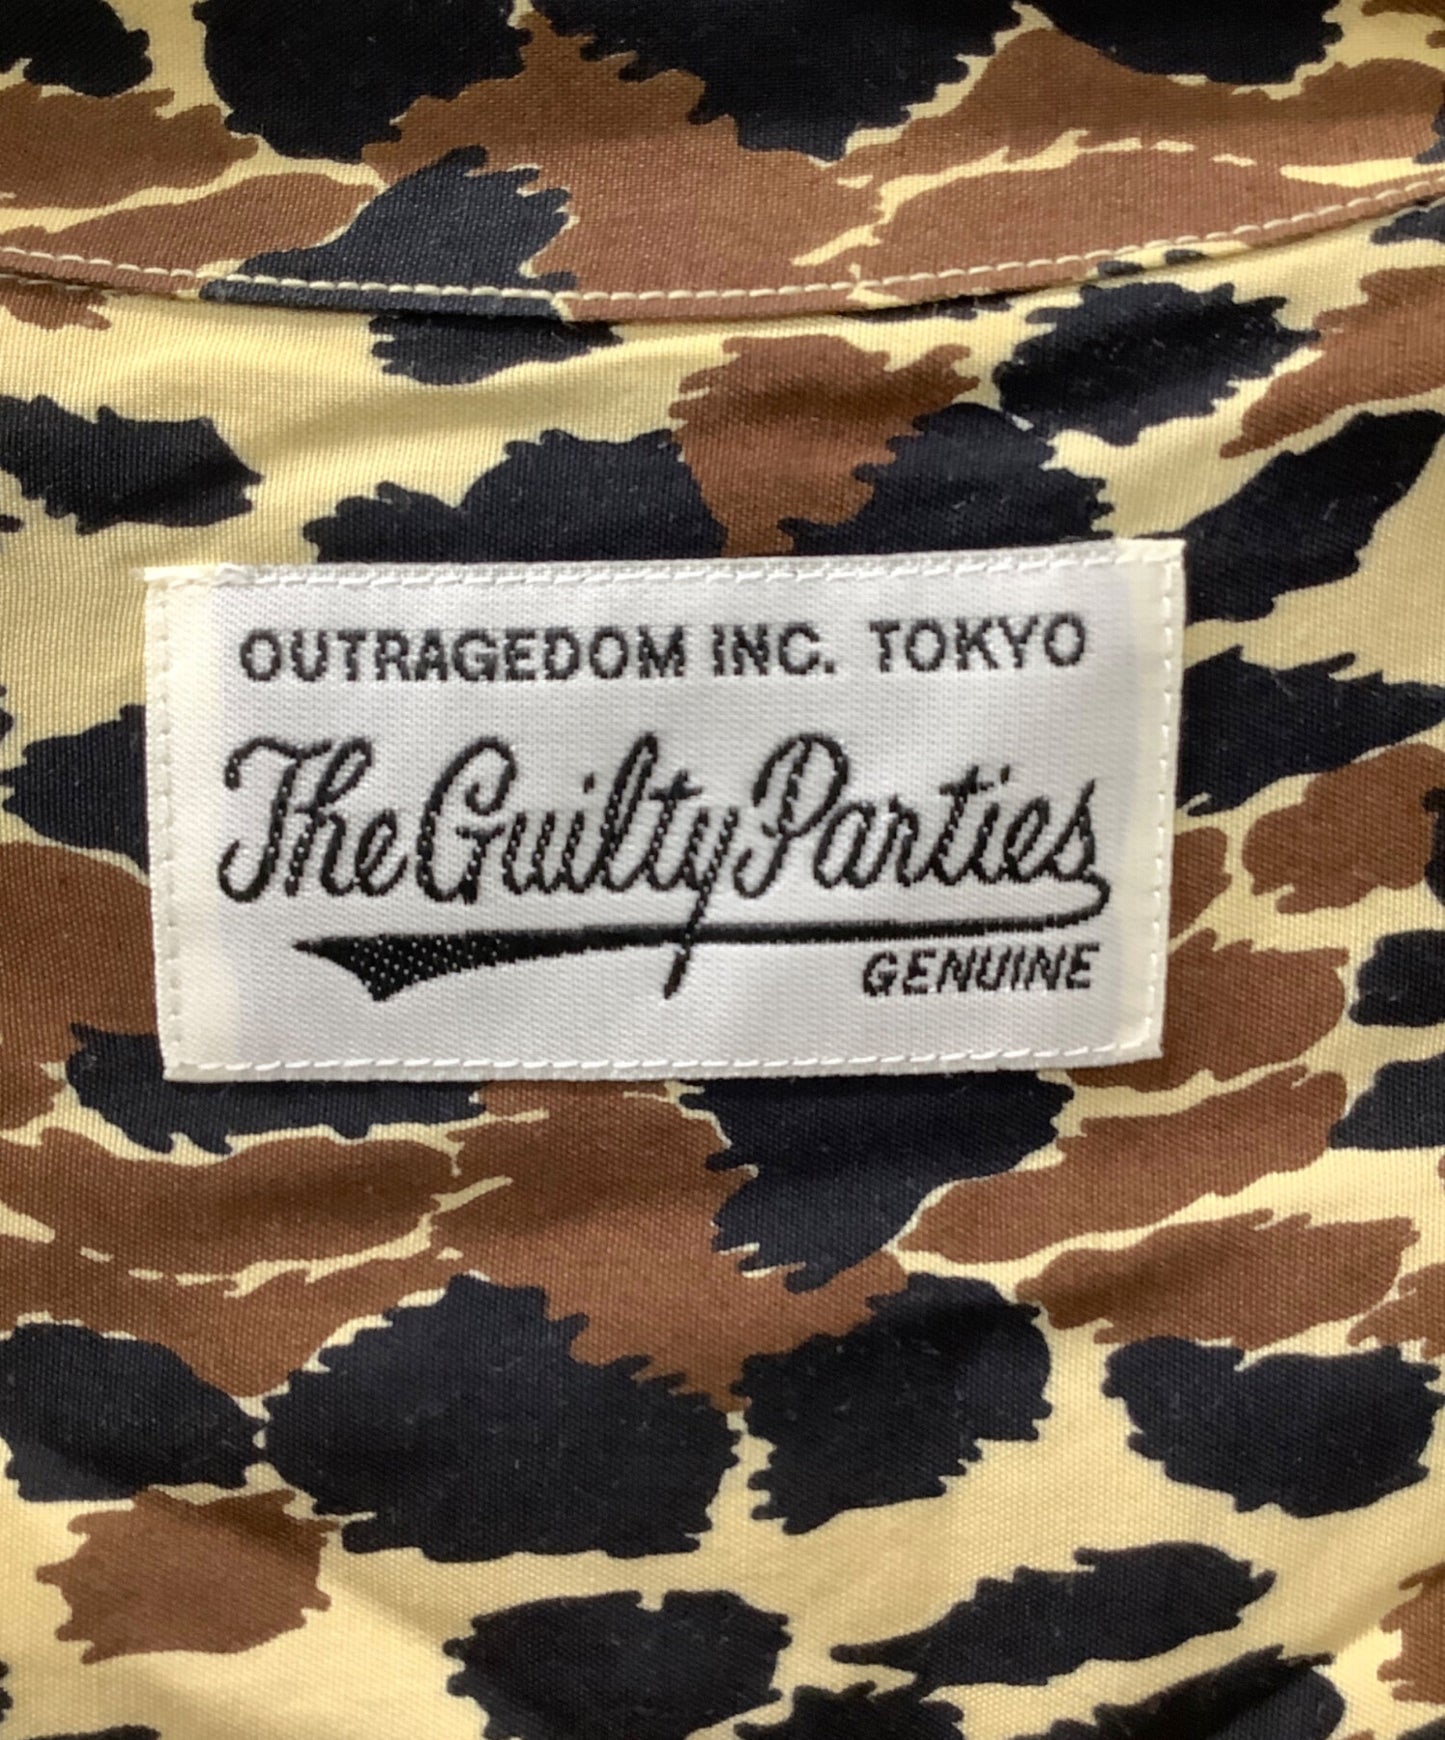 OUTRAGEDOM INC. TOKYO
The Guilty Parties
GENUINE